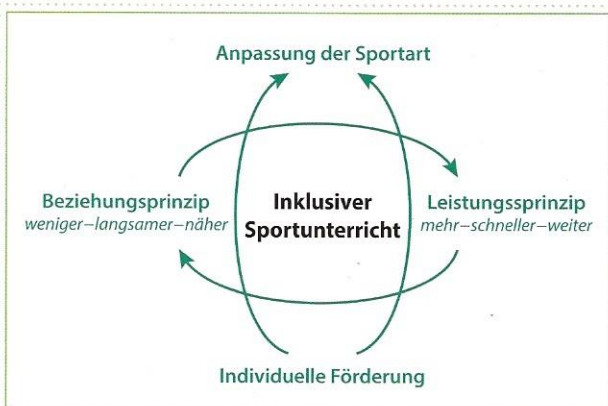 Anpassung der Sportart
Beziehungsprinzip
weniger–langsamer–näher
Inklusiver
Sportunterricht
Leistungssprinzip
mehr–schneller–weiter
Individuelle Förderung